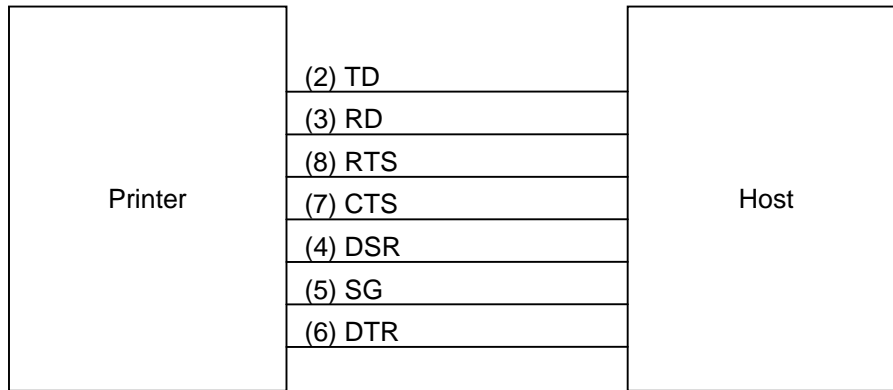 (2) TD
(3) RD
(8) RTS
Printer
(7) CTS
Host
(4) DSR
(5) SG
(6) DTR